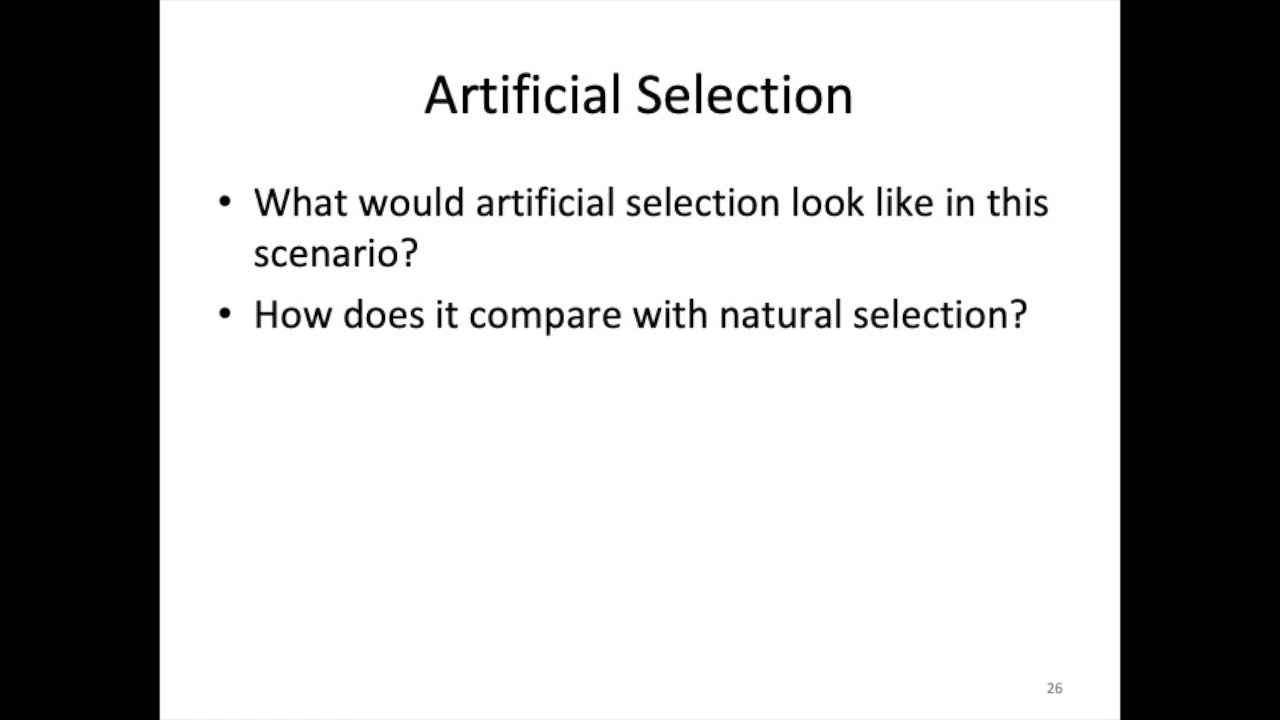 Artificial Selection
• What would artificial selection look like in this
scenario?
• How does it compare with natural selection?
26